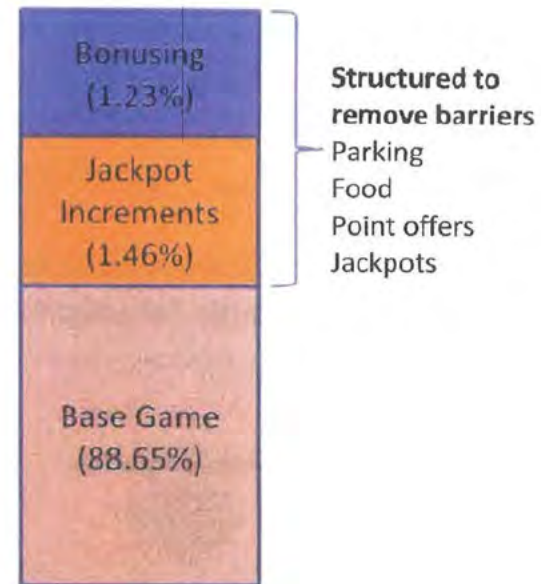 Bonusing
(1.23%)
Jackpot
Increments
(1.46%)
Base Game
(88.65%)
Structured to
remove barriers
Parking
Food
Point offers
Jackpots